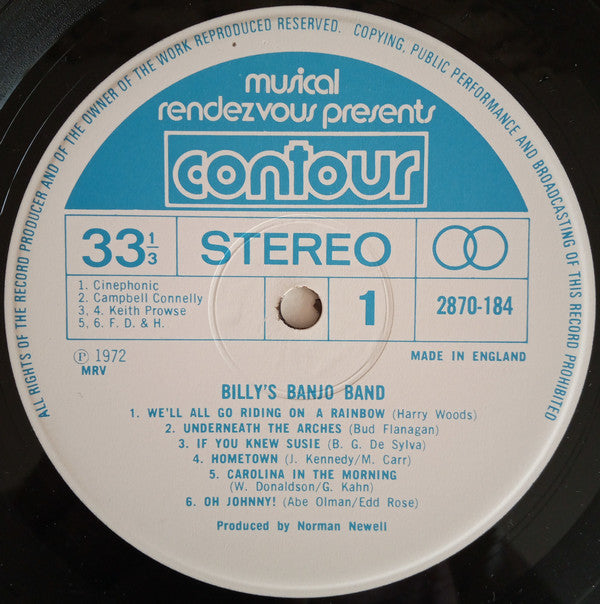 ALL RIGHTS OF THE RECORD PRODUCER AND OF THE OWNER OF THE WORK REPRODUCED RESERVED. COPYING, PUBLIC PERFORMANCE AND BROADCASTING OF THIS RECORD PROHIBITED
musical
rendezvous presents
contour
33 1/3 STEREO
1. Cinephonic
2. Campbell Connelly
3. 4. Keith Prowse
5. 6. F. D. & H.
1
2870-184
Ⓟ 1972
MRV
MADE IN ENGLAND
BILLY'S BANJO BAND
1. WE'LL ALL GO RIDING ON A RAINBOW (Harry Woods)
2. UNDERNEATH THE ARCHES (Bud Flanagan)
3. IF YOU KNEW SUSIE (B. G. De Sylva)
4. HOMETOWN (J. Kennedy/M. Carr)
5. CAROLINA IN THE MORNING
(W. Donaldson/G. Kahn)
6. OH JOHNNY! (Abe Olman/Edd Rose)
Produced by Norman Newell